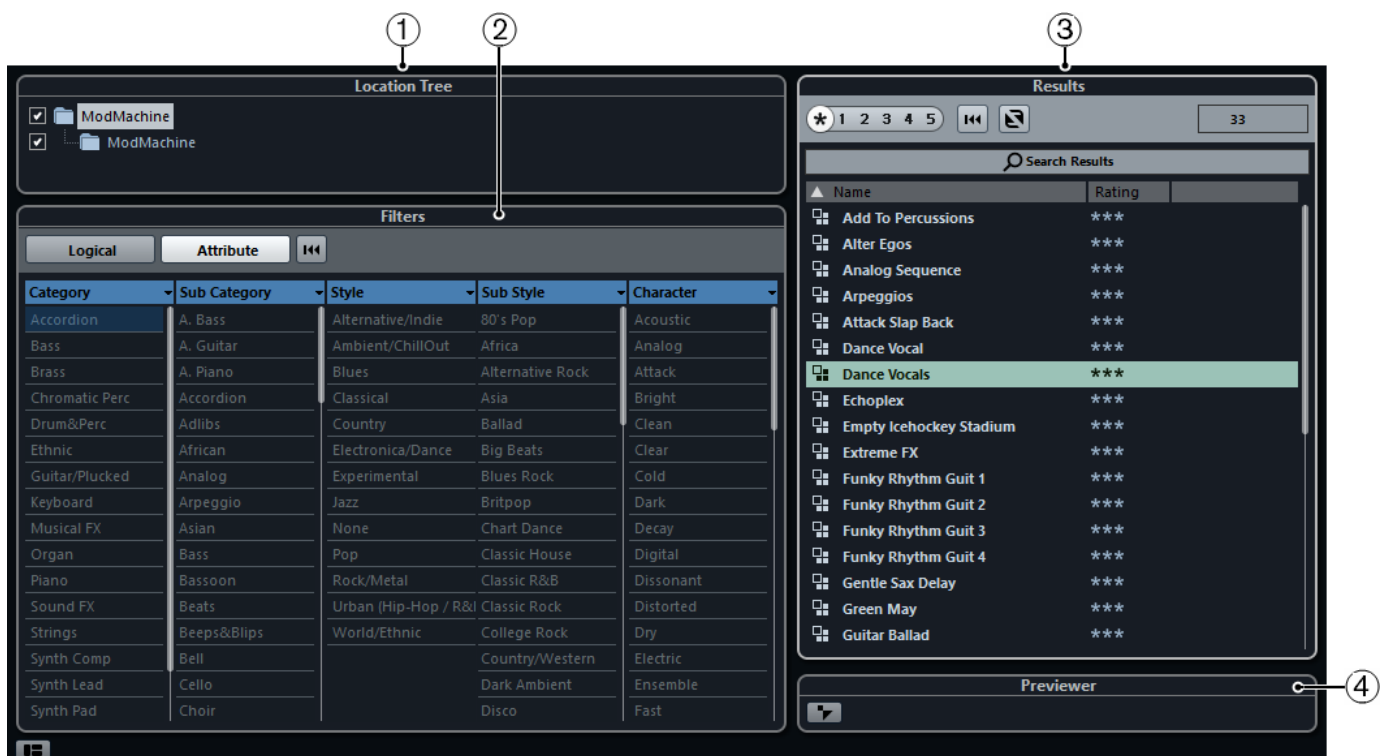 1
2
3
Location Tree
ModMachine
ModMachine
Filters
Logical Attribute
Category Sub Category Style Sub Style Character
Accordion A. Bass Alternative/Indie 80's Pop Acoustic
Bass A. Guitar Ambient/ChillOut Africa Analog
Brass A. Piano Blues Alternative Rock Attack
Chromatic Perc Accordion Classical Asia Bright
Drum&Perc Adlibs Country Ballad Clean
Ethnic African Electronica/Dance Big Beats Clear
Guitar/Plucked Analog Experimental Blues Rock Cold
Keyboard Arpeggio Jazz Britpop Dark
Musical FX Asian None Chart Dance Decay
Organ Bass Pop Classic House Digital
Piano Bassoon Rock/Metal Classic R&B Dissonant
Sound FX Beats Urban (Hip-Hop / R& Classic Rock Distorted
Strings Beeps&Blips World/Ethnic College Rock Dry
Synth Comp Bell Country/Western Electric
Synth Lead Cello Dark Ambient Ensemble
Synth Pad Choir Disco Fast
Results
* 1 2 3 4 5 33
Search Results
Name Rating
Add To Percussions ***
Alter Egos ***
Analog Sequence ***
Arpeggios ***
Attack Slap Back ***
Dance Vocal ***
Dance Vocals ***
Echoplex ***
Empty Icehockey Stadium ***
Extreme FX ***
Funky Rhythm Guit 1 ***
Funky Rhythm Guit 2 ***
Funky Rhythm Guit 3 ***
Funky Rhythm Guit 4 ***
Gentle Sax Delay ***
Green May ***
Guitar Ballad ***
Previewer
4